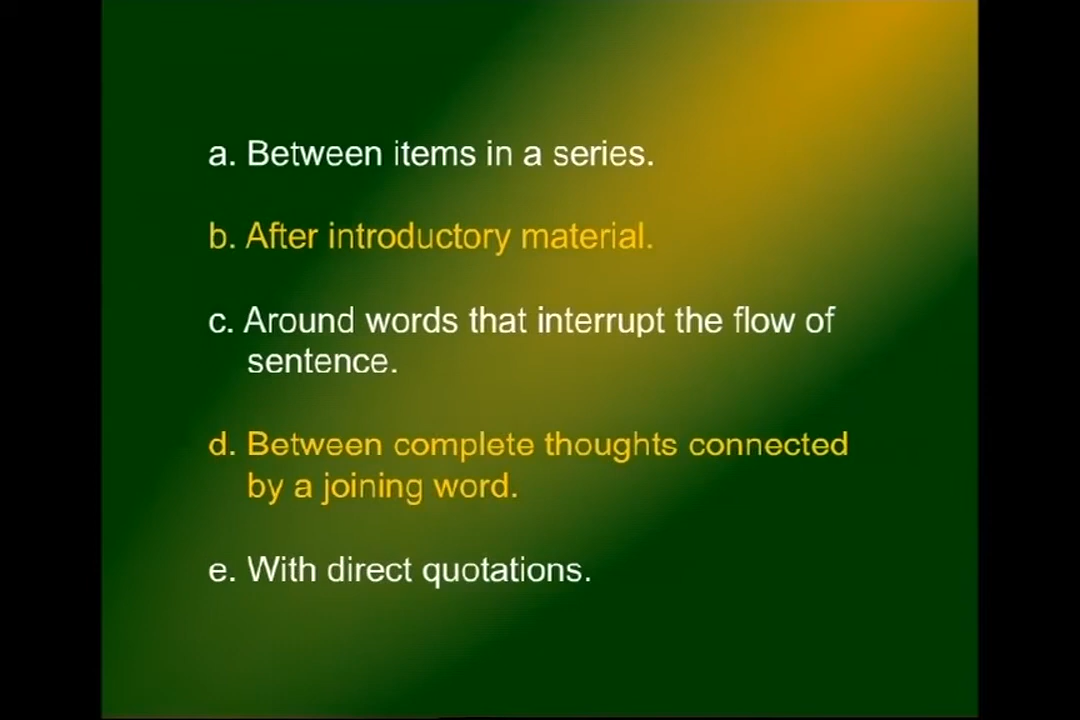 a. Between items in a series.
b. After introductory material.
c. Around words that interrupt the flow of
sentence.
d. Between complete thoughts connected
by a joining word.
e. With direct quotations.